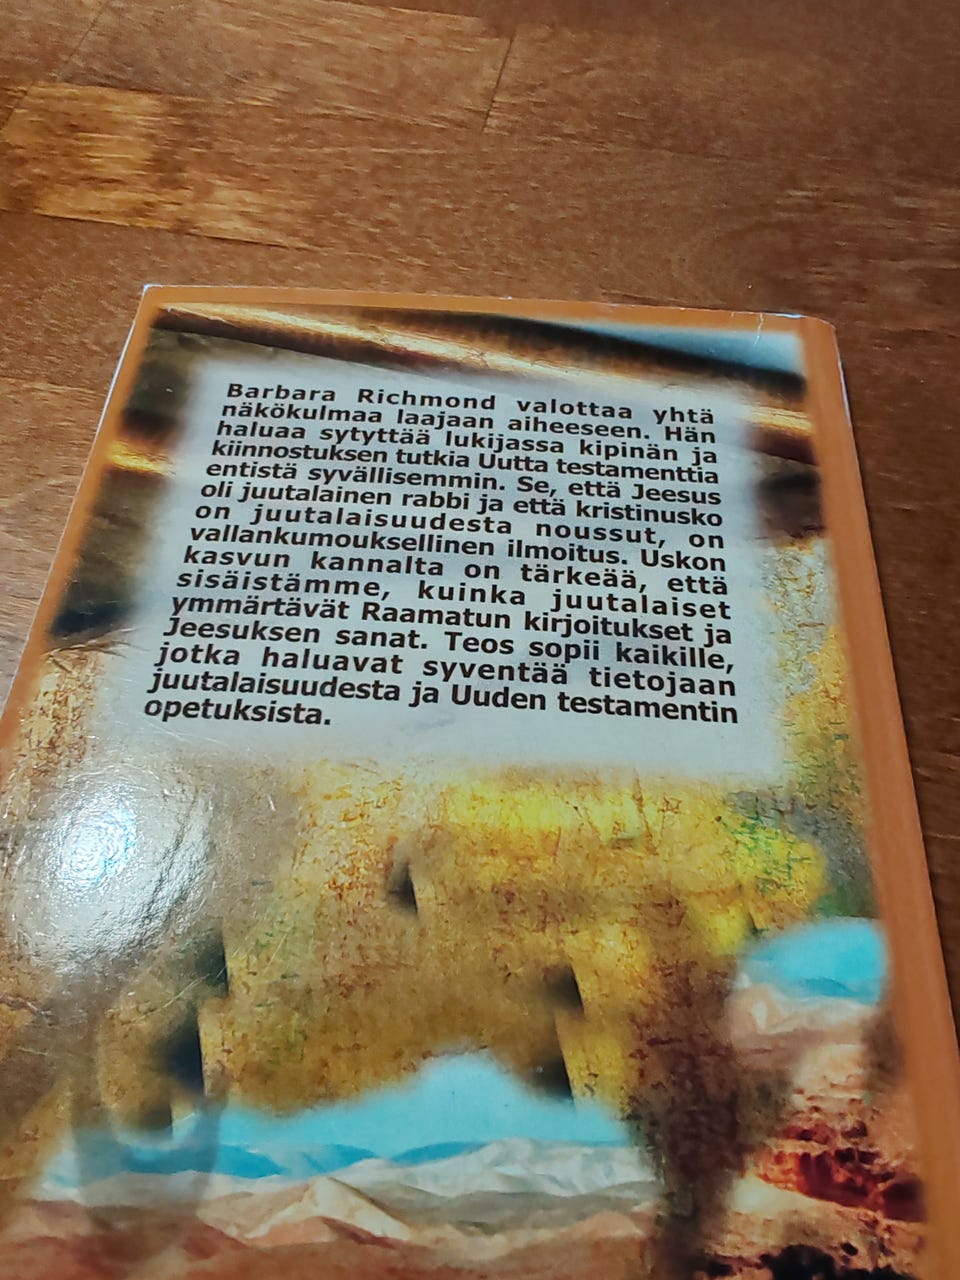 Barbara Richmond valottaa yhtä
näkökulmaa laajaan aiheeseen. Hän
haluaa sytyttää lukijassa kipinän ja
kiinnostuksen tutkia Uutta testamenttia
entistä syvällisemmin. Se, että Jeesus
oli juutalainen rabbi ja että kristinusko
on juutalaisuudesta noussut, on
vallankumouksellinen ilmoitus. Uskon
kasvun kannalta on tärkeää, että
sisäistämme, kuinka juutalaiset
ymmärtävät Raamatun kirjoitukset ja
Jeesuksen sanat. Teos sopii kaikille,
jotka haluavat syventää tietojaan
juutalaisuudesta ja Uuden testamentin
opetuksista.